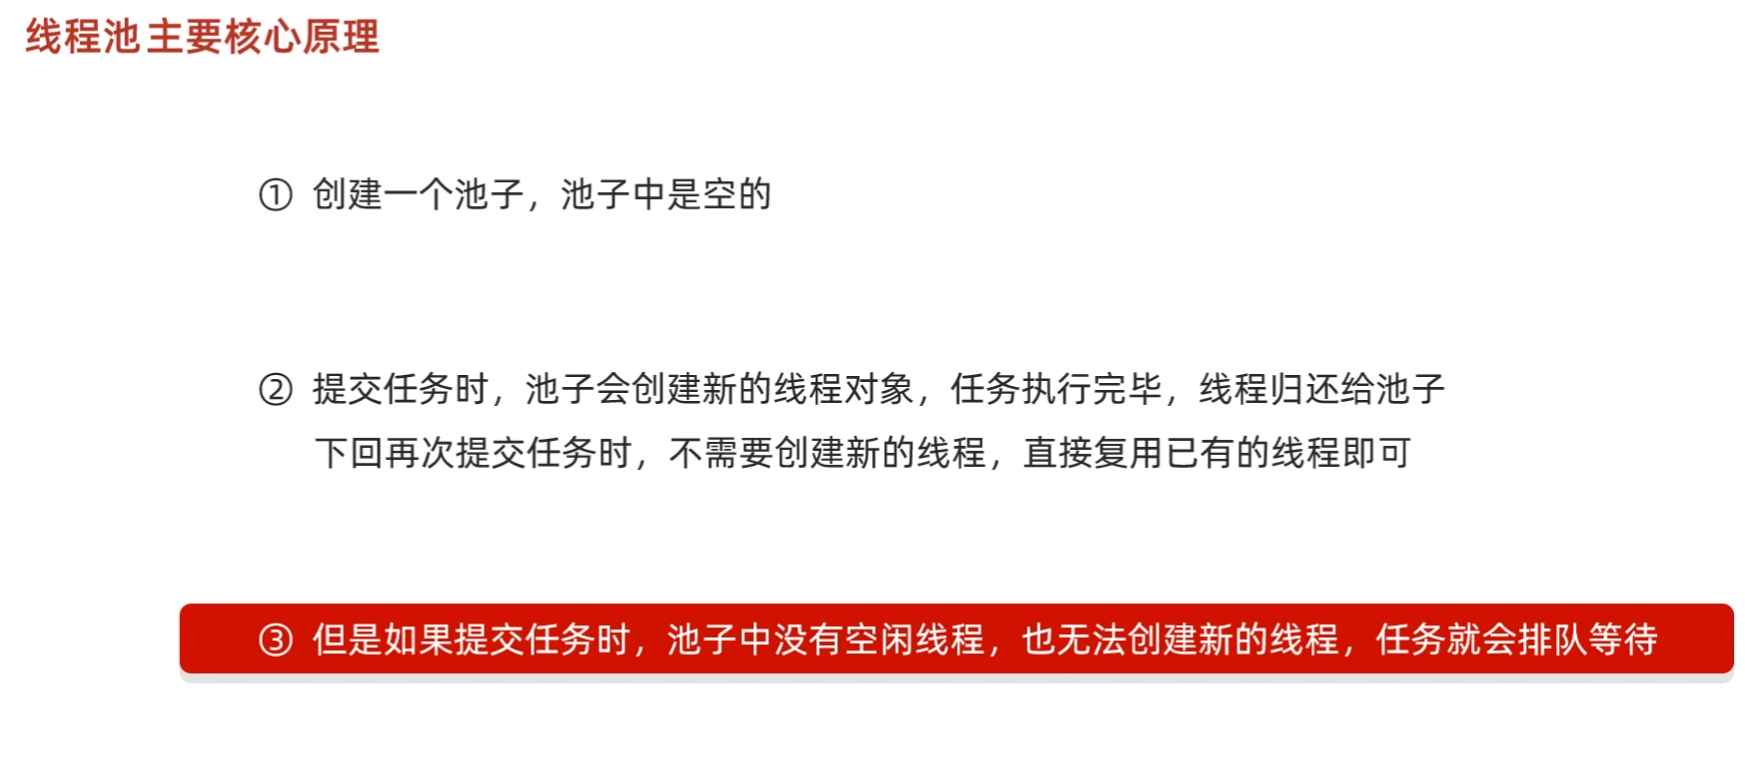 线程池主要核心原理
① 创建一个池子，池子中是空的
② 提交任务时，池子会创建新的线程对象，任务执行完毕，线程归还给池子
下回再次提交任务时，不需要创建新的线程，直接复用已有的线程即可
③ 但是如果提交任务时，池子中没有空闲线程，也无法创建新的线程，任务就会排队等待